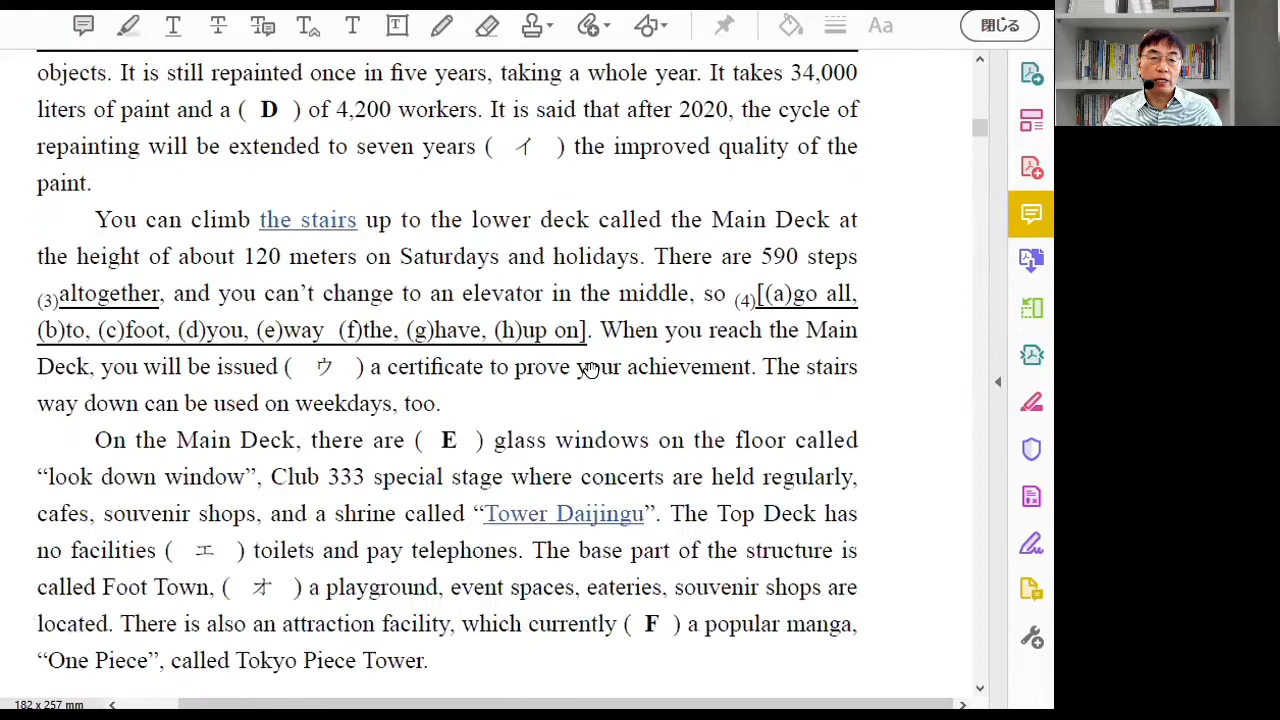 T T T T T
Aa
閉じる
objects. It is still repainted once in five years, taking a whole year. It takes 34,000
liters of paint and a ( D ) of 4,200 workers. It is said that after 2020, the cycle of
repainting will be extended to seven years ( イ ) the improved quality of the
paint.
You can climb the stairs up to the lower deck called the Main Deck at
the height of about 120 meters on Saturdays and holidays. There are 590 steps
(3)altogether, and you can’t change to an elevator in the middle, so (4)[(a)go all,
(b)to, (c)foot, (d)you, (e)way (f)the, (g)have, (h)up on]. When you reach the Main
Deck, you will be issued ( ウ ) a certificate to prove your achievement. The stairs
way down can be used on weekdays, too.
On the Main Deck, there are ( E ) glass windows on the floor called
“look down window”, Club 333 special stage where concerts are held regularly,
cafes, souvenir shops, and a shrine called “Tower Daijingu”. The Top Deck has
no facilities ( エ ) toilets and pay telephones. The base part of the structure is
called Foot Town, ( オ ) a playground, event spaces, eateries, souvenir shops are
located. There is also an attraction facility, which currently ( F ) a popular manga,
“One Piece”, called Tokyo Piece Tower.
182 x 257 mm